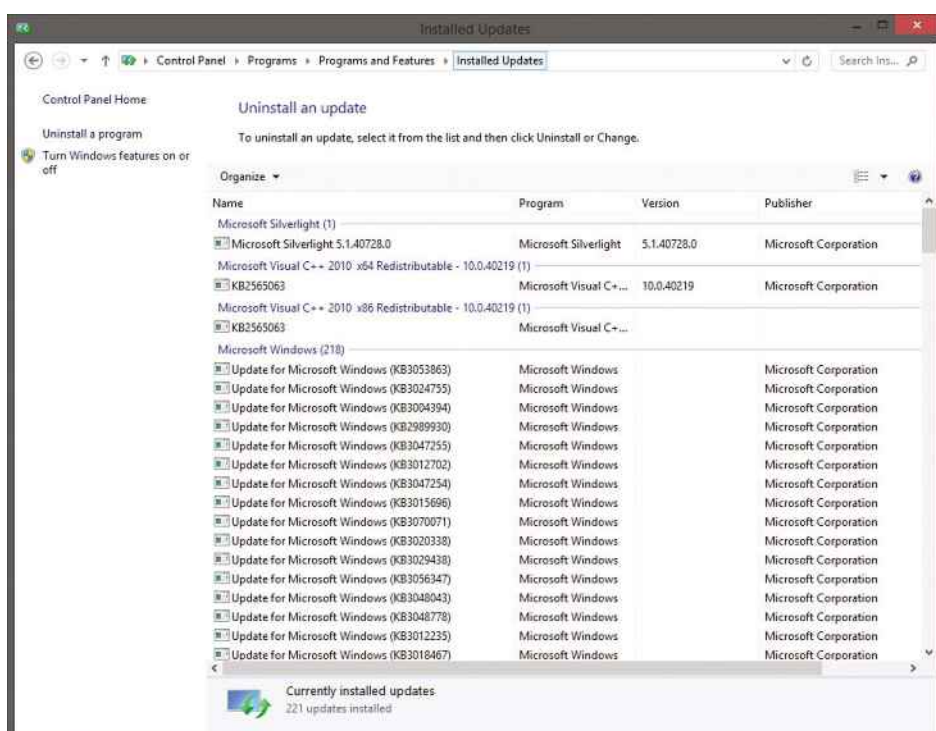 Installed Updates
Control Panel Programs Programs and Features Installed Updates Search Ins...
Control Panel Home
Uninstall a program
Turn Windows features on or
off
Uninstall an update
To uninstall an update, select it from the list and then click Uninstall or Change.
Organize
Name Program Version Publisher
Microsoft Silverlight (1)
Microsoft Silverlight 5.1.40728.0 Microsoft Silverlight 5.1.40728.0 Microsoft Corporation
Microsoft Visual C++ 2010 x64 Redistributable - 10.0.40219 (1)
KB2565063 Microsoft Visual C+... 10.0.40219 Microsoft Corporation
Microsoft Visual C++ 2010 x86 Redistributable - 10.0.40219 (1)
KB2565063 Microsoft Visual C+...
Microsoft Windows (218)
Update for Microsoft Windows (KB3053863) Microsoft Windows Microsoft Corporation
Update for Microsoft Windows (KB3024755) Microsoft Windows Microsoft Corporation
Update for Microsoft Windows (KB3004394) Microsoft Windows Microsoft Corporation
Update for Microsoft Windows (KB2989930) Microsoft Windows Microsoft Corporation
Update for Microsoft Windows (KB3047255) Microsoft Windows Microsoft Corporation
Update for Microsoft Windows (KB3012702) Microsoft Windows Microsoft Corporation
Update for Microsoft Windows (KB3047254) Microsoft Windows Microsoft Corporation
Update for Microsoft Windows (KB3015696) Microsoft Windows Microsoft Corporation
Update for Microsoft Windows (KB3070071) Microsoft Windows Microsoft Corporation
Update for Microsoft Windows (KB3020338) Microsoft Windows Microsoft Corporation
Update for Microsoft Windows (KB3029438) Microsoft Windows Microsoft Corporation
Update for Microsoft Windows (KB3056347) Microsoft Windows Microsoft Corporation
Update for Microsoft Windows (KB3048043) Microsoft Windows Microsoft Corporation
Update for Microsoft Windows (KB3048778) Microsoft Windows Microsoft Corporation
Update for Microsoft Windows (KB3012235) Microsoft Windows Microsoft Corporation
Update for Microsoft Windows (KB3018467) Microsoft Windows Microsoft Corporation
Currently installed updates
221 updates installed